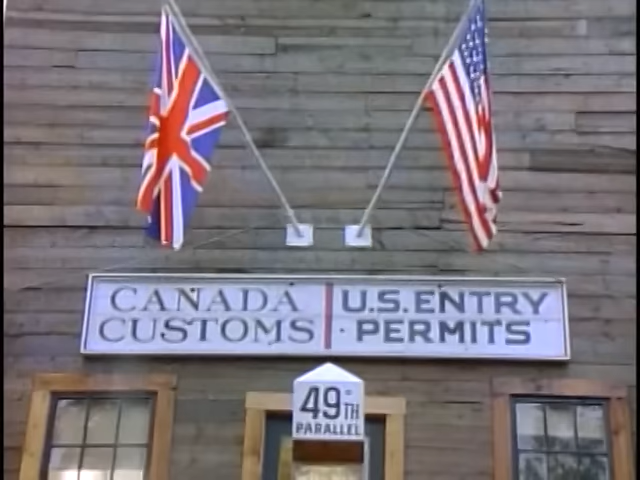 CANADA
CUSTOMS
U.S. ENTRY
PERMITS
49TH
PARALLEL